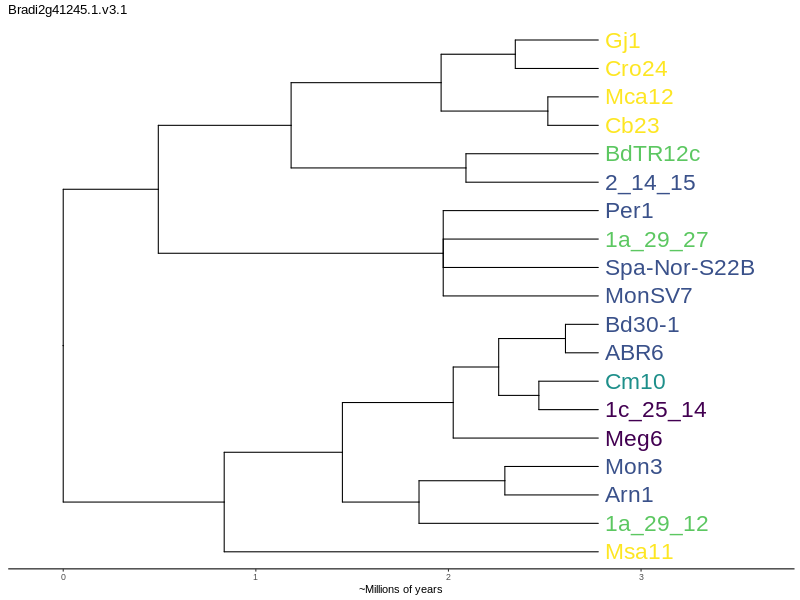 Bradi2g41245.1.v3.1
Gj1
Cro24
Mca12
Cb23
BdTR12c
2_14_15
Per1
1a_29_27
Spa-Nor-S22B
MonSV7
Bd30-1
ABR6
Cm10
1c_25_14
Meg6
Mon3
Arn1
1a_29_12
Msa11
0 1 2 3
~Millions of years